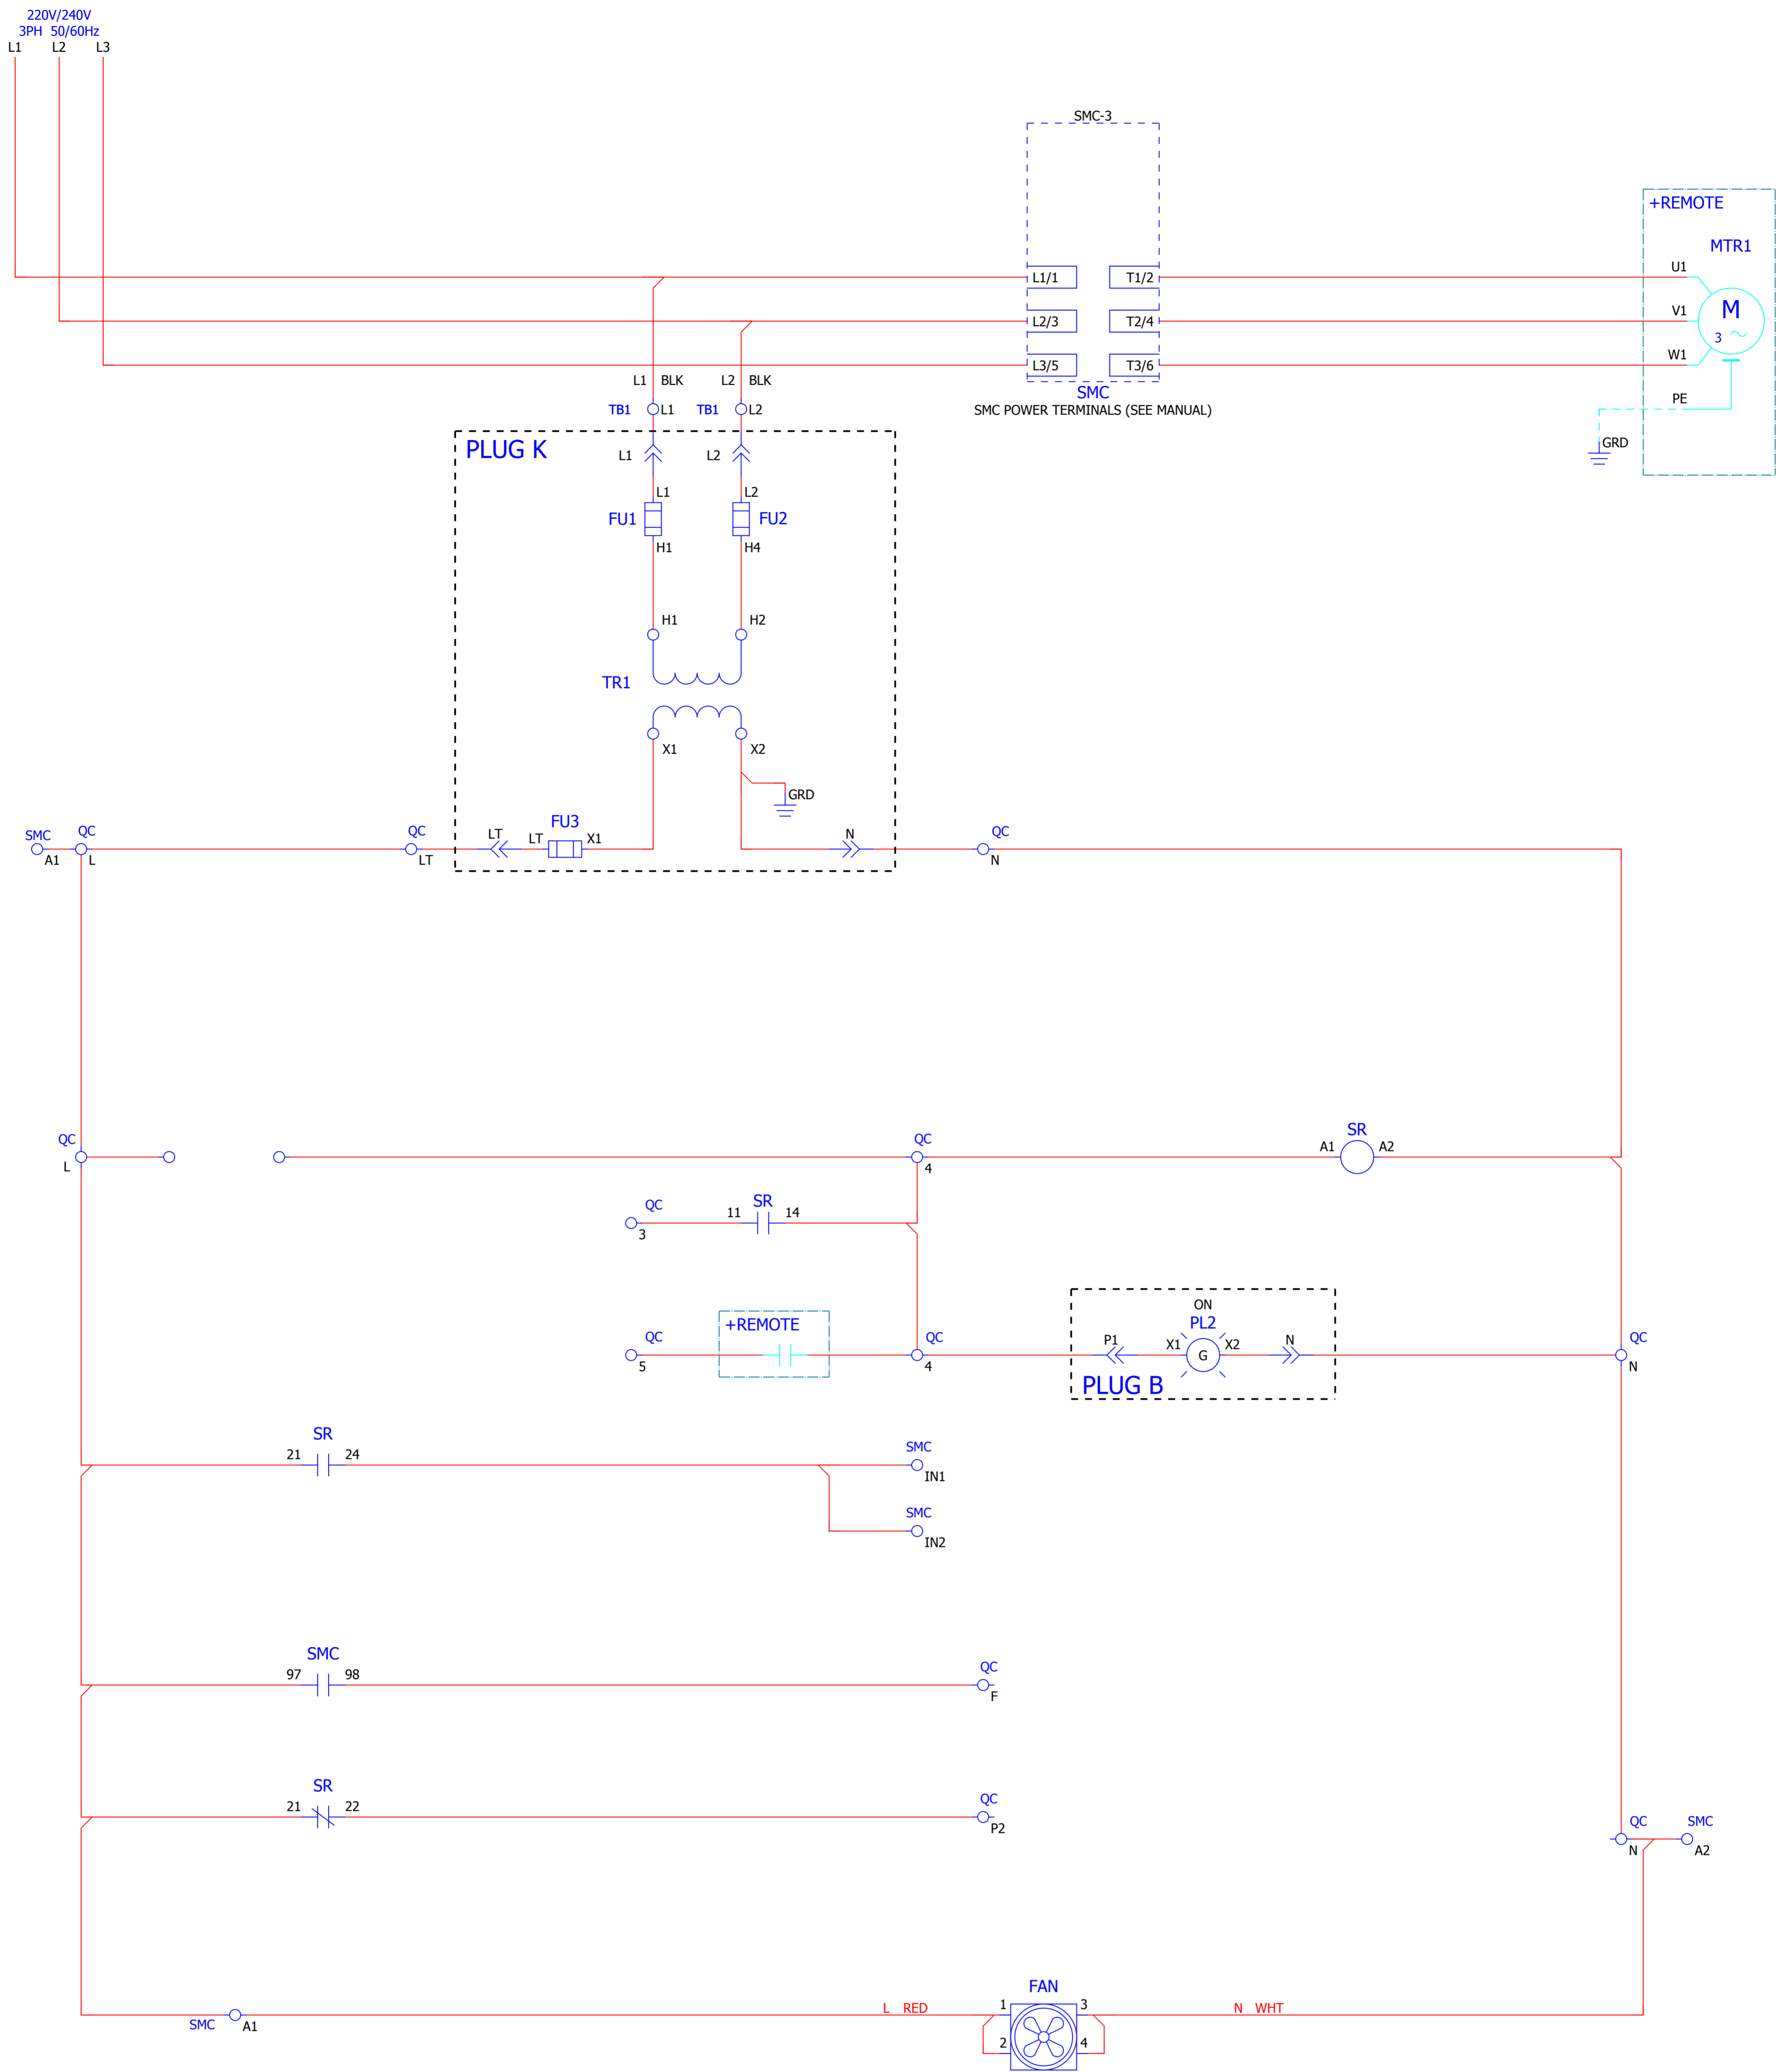 220V/240V
3PH 50/60Hz
L1 L2 L3
SMC-3
+REMOTE
MTR1
L1/1 T1/2 U1
M
3
L2/3 T2/4 V1
L3/5 T3/6 W1
L1 BLK L2 BLK
SMC
SMC POWER TERMINALS (SEE MANUAL)
PE
GRD
TB1 L1 TB1 L2
PLUG K
L1 L2
L1 L2
FU1 FU2
H1 H4
H1 H2
TR1
X1 X2
GRD
SMC QC QC FU3 QC
LT LT X1 N
A1 L LT N
QC QC SR
A1 A2
L 4
QC SR
11 14
3
+REMOTE
ON
PL2
QC QC P1 X1 G X2 N QC
5 4 N
PLUG B
SR SMC
21 24
IN1
SMC
IN2
SMC QC
97 98
F
SR QC
21 22
P2
QC SMC
N A2
FAN
L RED 1 3 N WHT
SMC A1
2 4